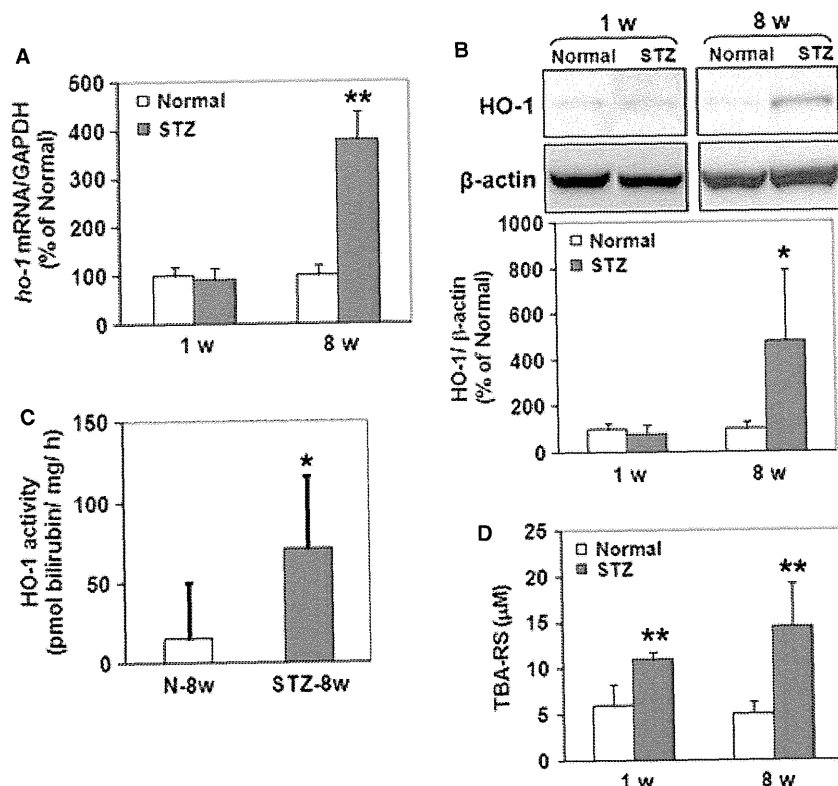 A
ho-1 mRNA/GAPDH
(% of Normal)
500
400
300
200
100
0
Normal
STZ
**
1 w
8 w
B
1 w
8 w
Normal
STZ
Normal
STZ
HO-1
β-actin
HO-1/ β-actin
(% of Normal)
1000
800
600
400
200
0
Normal
STZ
*
1 w
8 w
C
HO-1 activity
(pmol bilirubin/ mg/ h)
150
100
50
0
*
N-8w
STZ-8w
D
TBA-RS (μM)
25
20
15
10
5
0
Normal
STZ
**
**
1 w
8 w